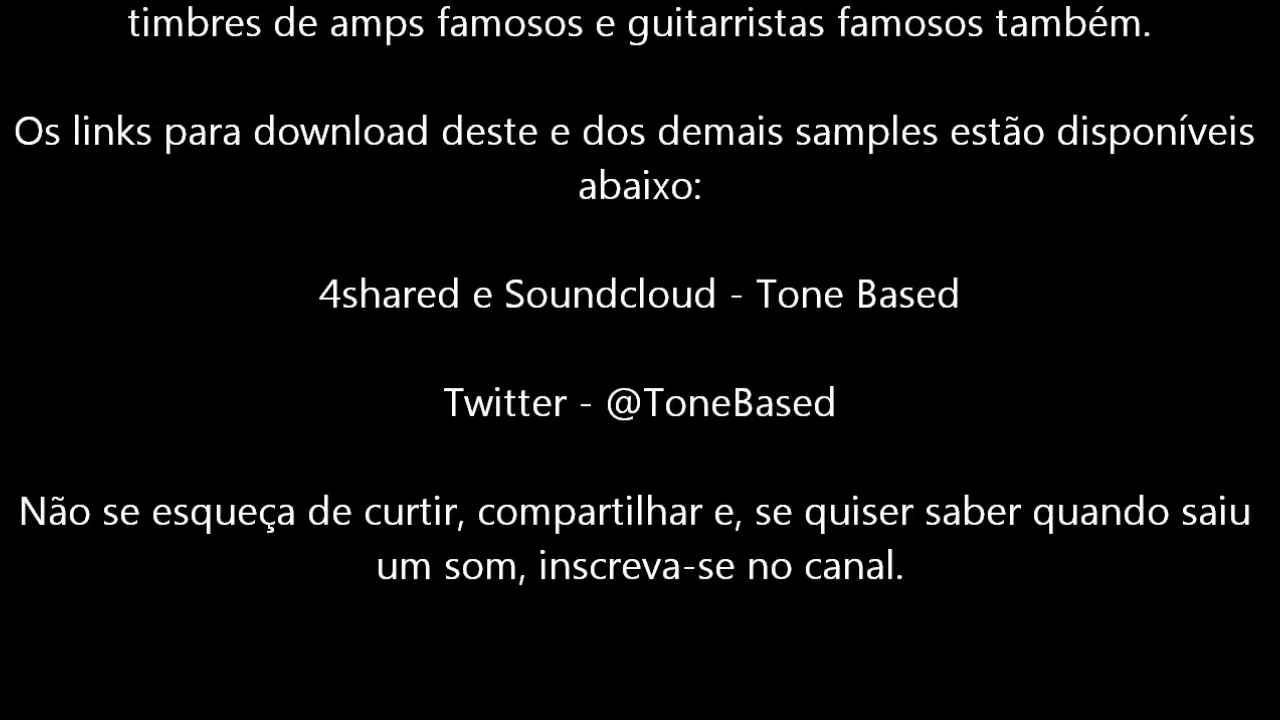 timbres de amps famosos e guitarristas famosos também.
Os links para download deste e dos demais samples estão disponíveis
abaixo:
4shared e Soundcloud - Tone Based
Twitter - @ToneBased
Não se esqueça de curtir, compartilhar e, se quiser saber quando saiu
um som, inscreva-se no canal.